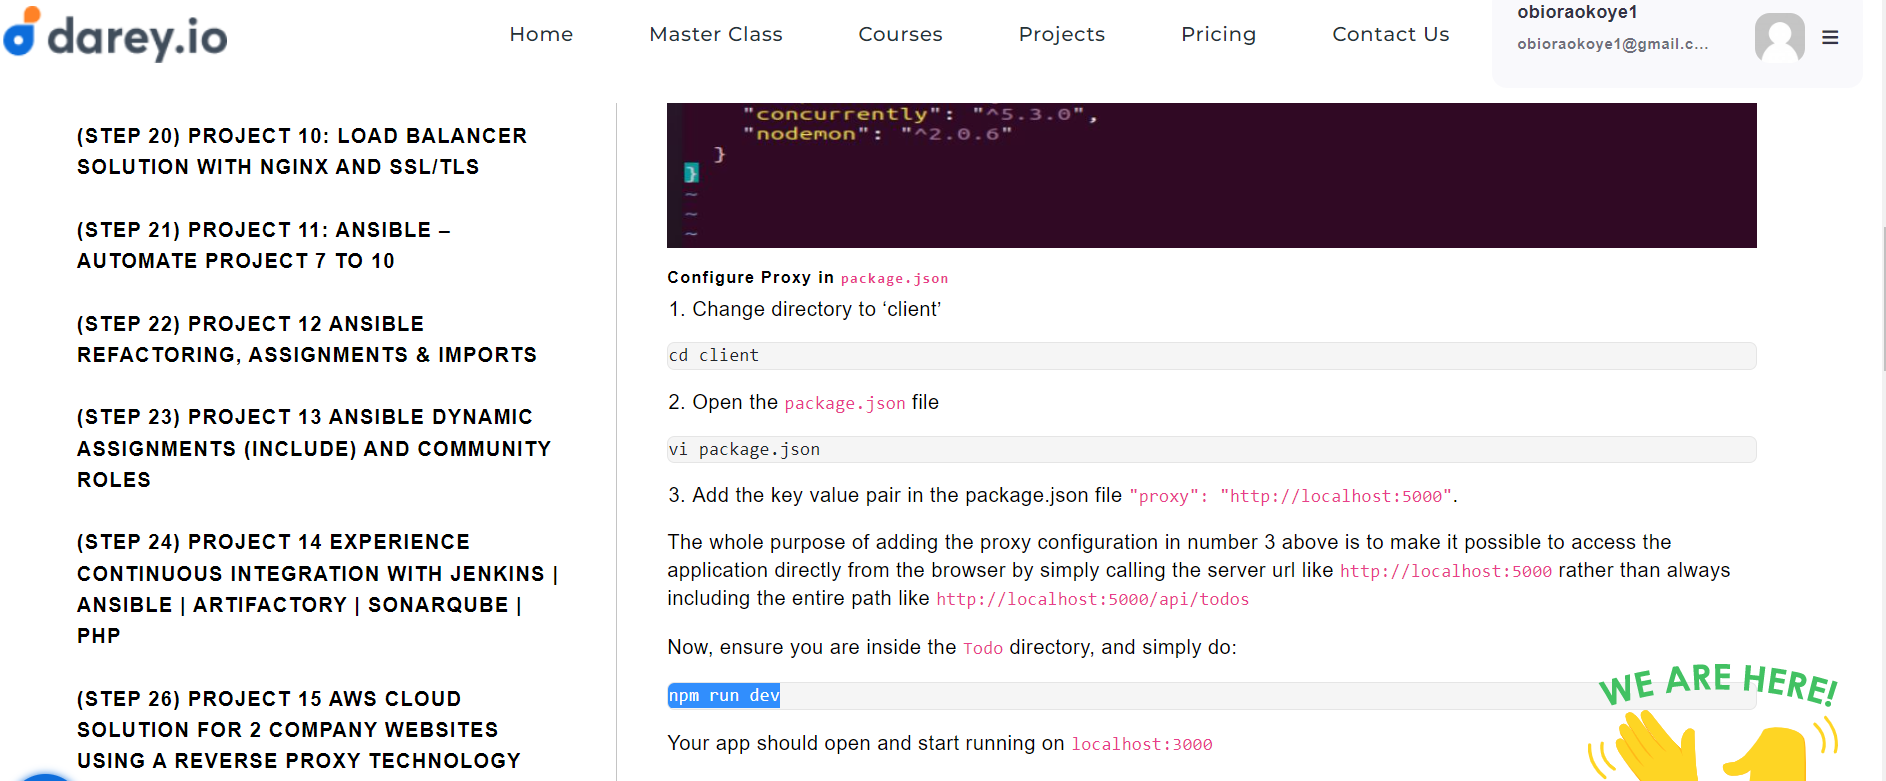 darey.io
Home Master Class Courses Projects Pricing Contact Us
obioraokoye1
obioraokoye1@gmail.c...
(STEP 20) PROJECT 10: LOAD BALANCER
SOLUTION WITH NGINX AND SSL/TLS
(STEP 21) PROJECT 11: ANSIBLE –
AUTOMATE PROJECT 7 TO 10
(STEP 22) PROJECT 12 ANSIBLE
REFACTORING, ASSIGNMENTS & IMPORTS
(STEP 23) PROJECT 13 ANSIBLE DYNAMIC
ASSIGNMENTS (INCLUDE) AND COMMUNITY
ROLES
(STEP 24) PROJECT 14 EXPERIENCE
CONTINUOUS INTEGRATION WITH JENKINS |
ANSIBLE | ARTIFACTORY | SONARQUBE |
PHP
(STEP 26) PROJECT 15 AWS CLOUD
SOLUTION FOR 2 COMPANY WEBSITES
USING A REVERSE PROXY TECHNOLOGY
"concurrently": "^5.3.0",
"nodemon": "^2.0.6"
}
}
~
~
~
Configure Proxy in package.json
1. Change directory to ‘client’
cd client
2. Open the package.json file
vi package.json
3. Add the key value pair in the package.json file "proxy": "http://localhost:5000".
The whole purpose of adding the proxy configuration in number 3 above is to make it possible to access the
application directly from the browser by simply calling the server url like http://localhost:5000 rather than always
including the entire path like http://localhost:5000/api/todos
Now, ensure you are inside the Todo directory, and simply do:
npm run dev
Your app should open and start running on localhost:3000
WE ARE HERE!